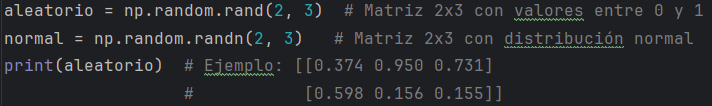 aleatorio = np.random.rand(2, 3)  # Matriz 2x3 con valores entre 0 y 1
normal = np.random.randn(2, 3)   # Matriz 2x3 con distribución normal
print(aleatorio)  # Ejemplo: [[0.374 0.950 0.731]
                  #           [0.598 0.156 0.155]]